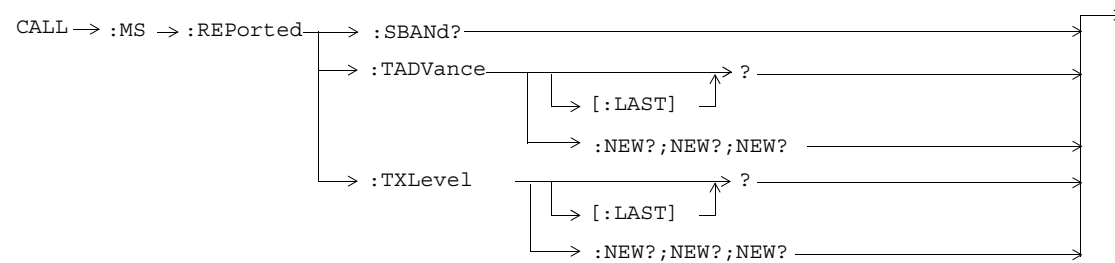 CALL :MS :REPorted :SBANd?
:TADVance ?
[:LAST]
:NEW?;NEW?;NEW?
:TXLevel ?
[:LAST]
:NEW?;NEW?;NEW?